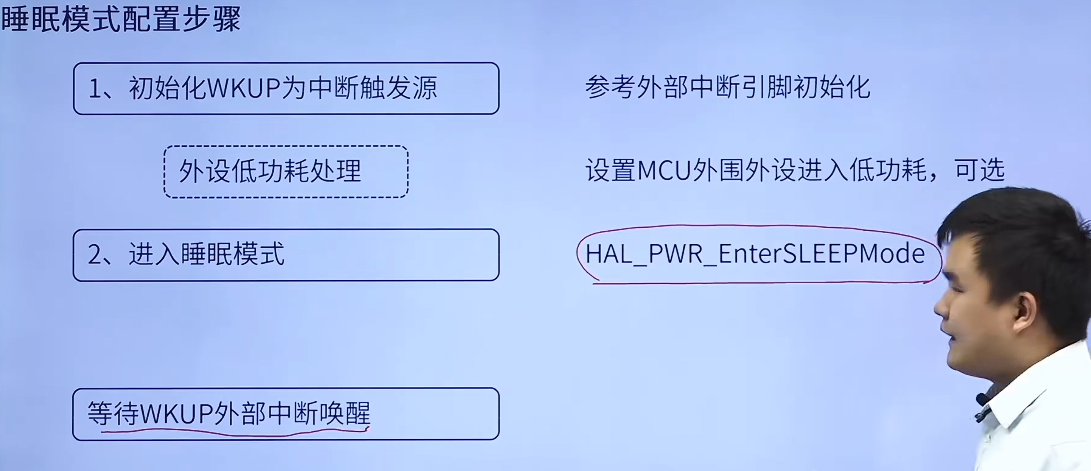 睡眠模式配置步骤
1、初始化WKUP为中断触发源
参考外部中断引脚初始化
外设低功耗处理
设置MCU外围外设进入低功耗，可选
2、进入睡眠模式
HAL_PWR_EnterSLEEPMode
等待WKUP外部中断唤醒